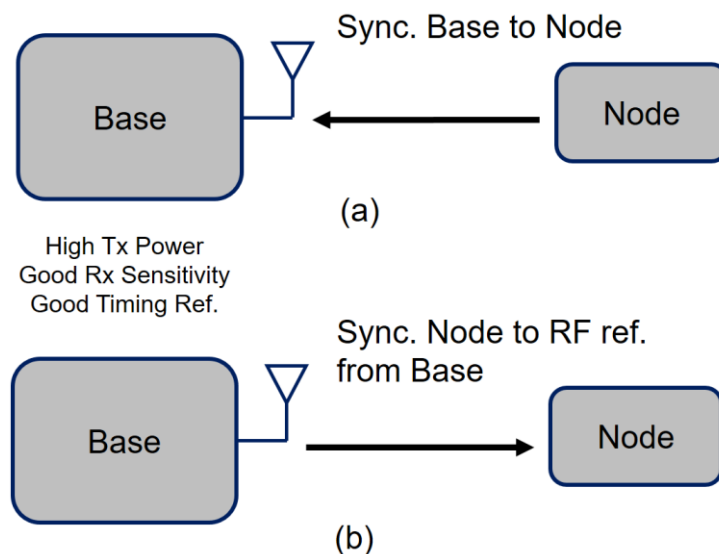 Sync. Base to Node
Base
Node
(a)
High Tx Power
Good Rx Sensitivity
Good Timing Ref.
Sync. Node to RF ref.
from Base
Base
Node
(b)